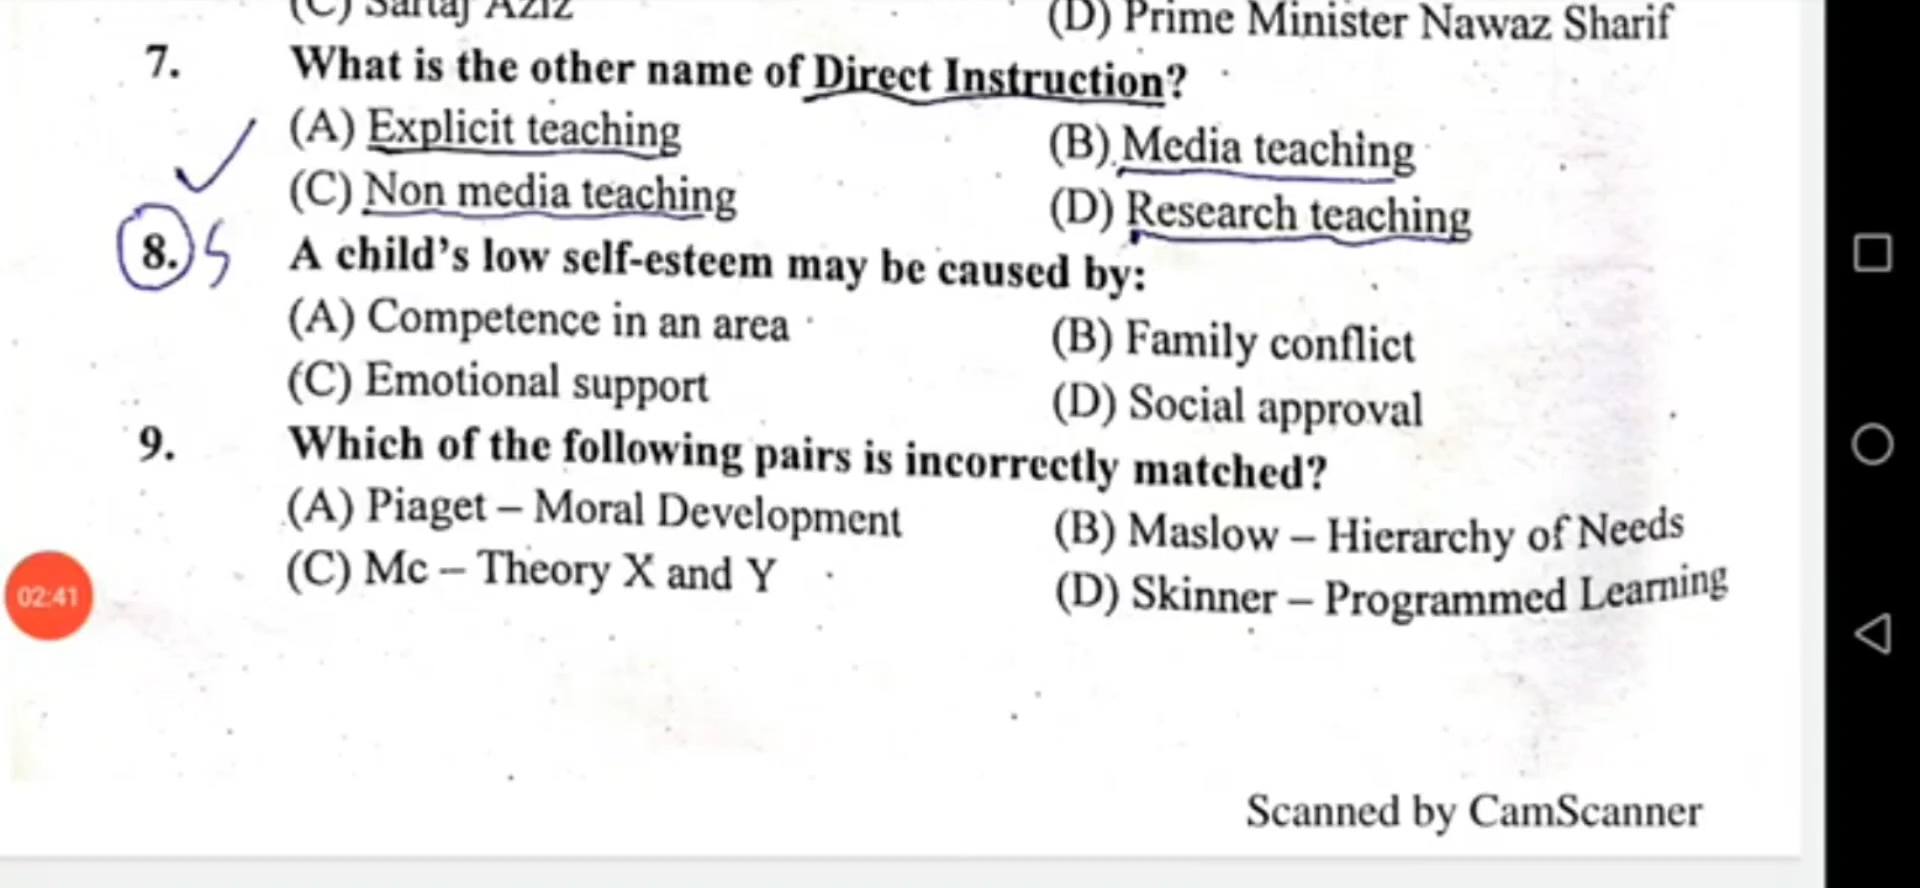 (C) Sartaj Aziz (D) Prime Minister Nawaz Sharif
7. What is the other name of Direct Instruction?
(A) Explicit teaching (B) Media teaching
(C) Non media teaching (D) Research teaching
8. S A child's low self-esteem may be caused by:
(A) Competence in an area (B) Family conflict
(C) Emotional support (D) Social approval
9. Which of the following pairs is incorrectly matched?
(A) Piaget – Moral Development (B) Maslow – Hierarchy of Needs
(C) Mc – Theory X and Y (D) Skinner – Programmed Learning
02:41
Scanned by CamScanner